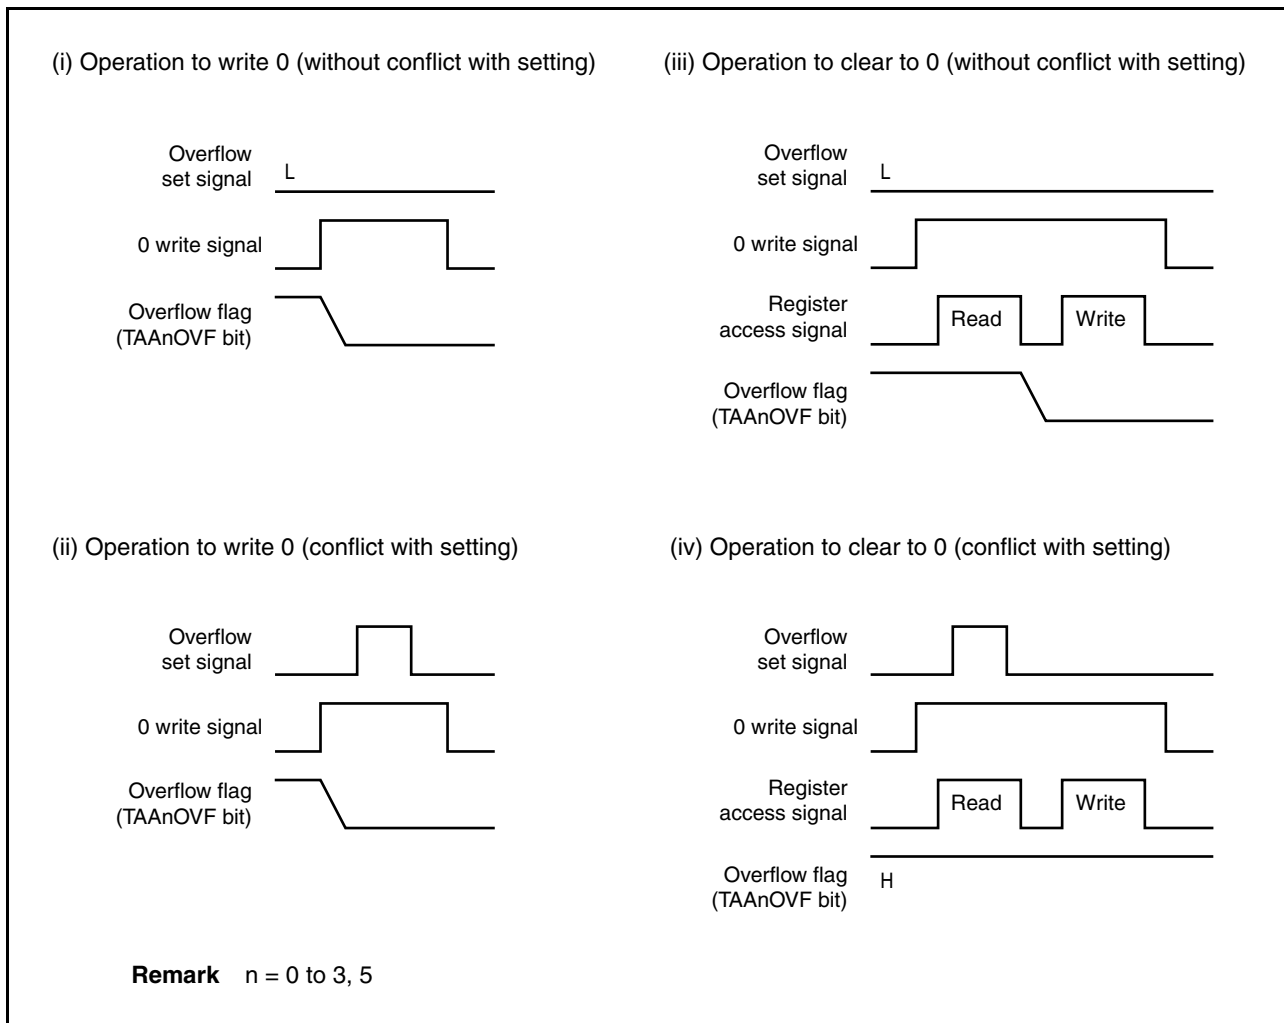 (i) Operation to write 0 (without conflict with setting)
Overflow
set signal
L
0 write signal
Overflow flag
(TAAnOVF bit)
(iii) Operation to clear to 0 (without conflict with setting)
Overflow
set signal
L
0 write signal
Register
access signal
Read
Write
Overflow flag
(TAAnOVF bit)
(ii) Operation to write 0 (conflict with setting)
Overflow
set signal
0 write signal
Overflow flag
(TAAnOVF bit)
(iv) Operation to clear to 0 (conflict with setting)
Overflow
set signal
0 write signal
Register
access signal
Read
Write
Overflow flag
(TAAnOVF bit)
H
Remark n = 0 to 3, 5